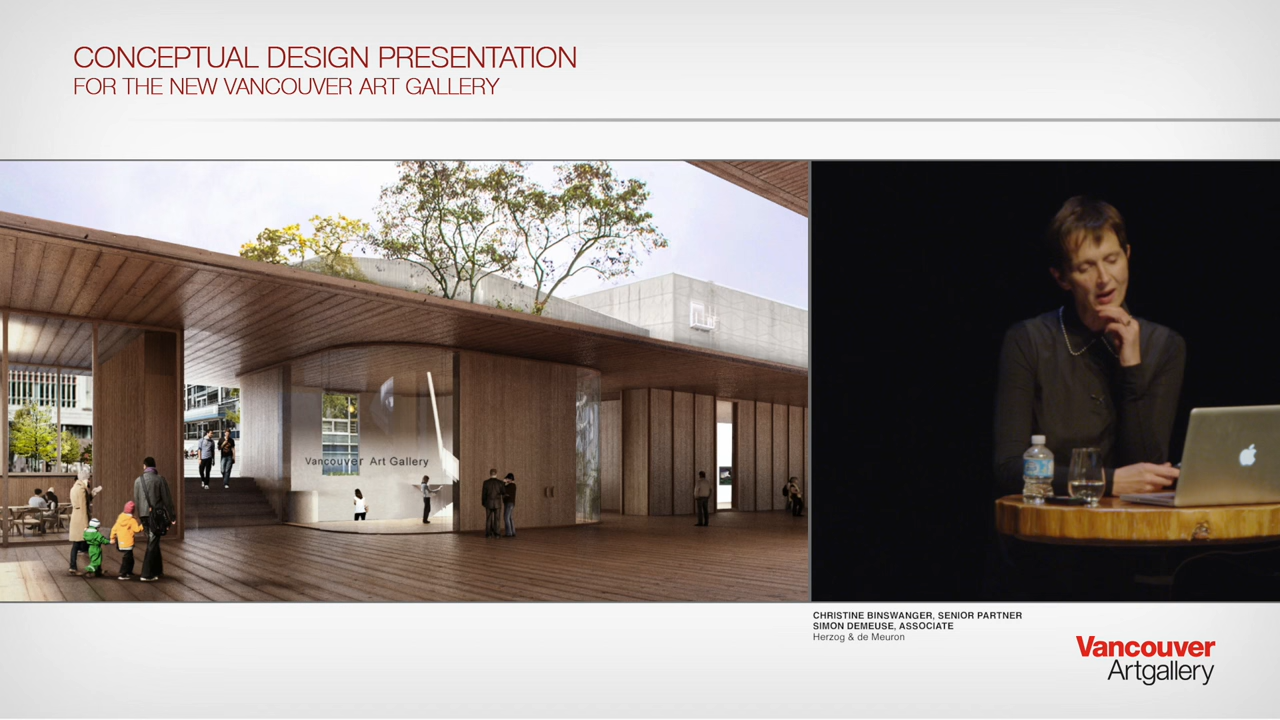 CONCEPTUAL DESIGN PRESENTATION
FOR THE NEW VANCOUVER ART GALLERY
Vancouver Art Gallery
CHRISTINE BINSWANGER, SENIOR PARTNER
SIMON DEMEUSE, ASSOCIATE
Herzog & de Meuron
Vancouver
Artgallery